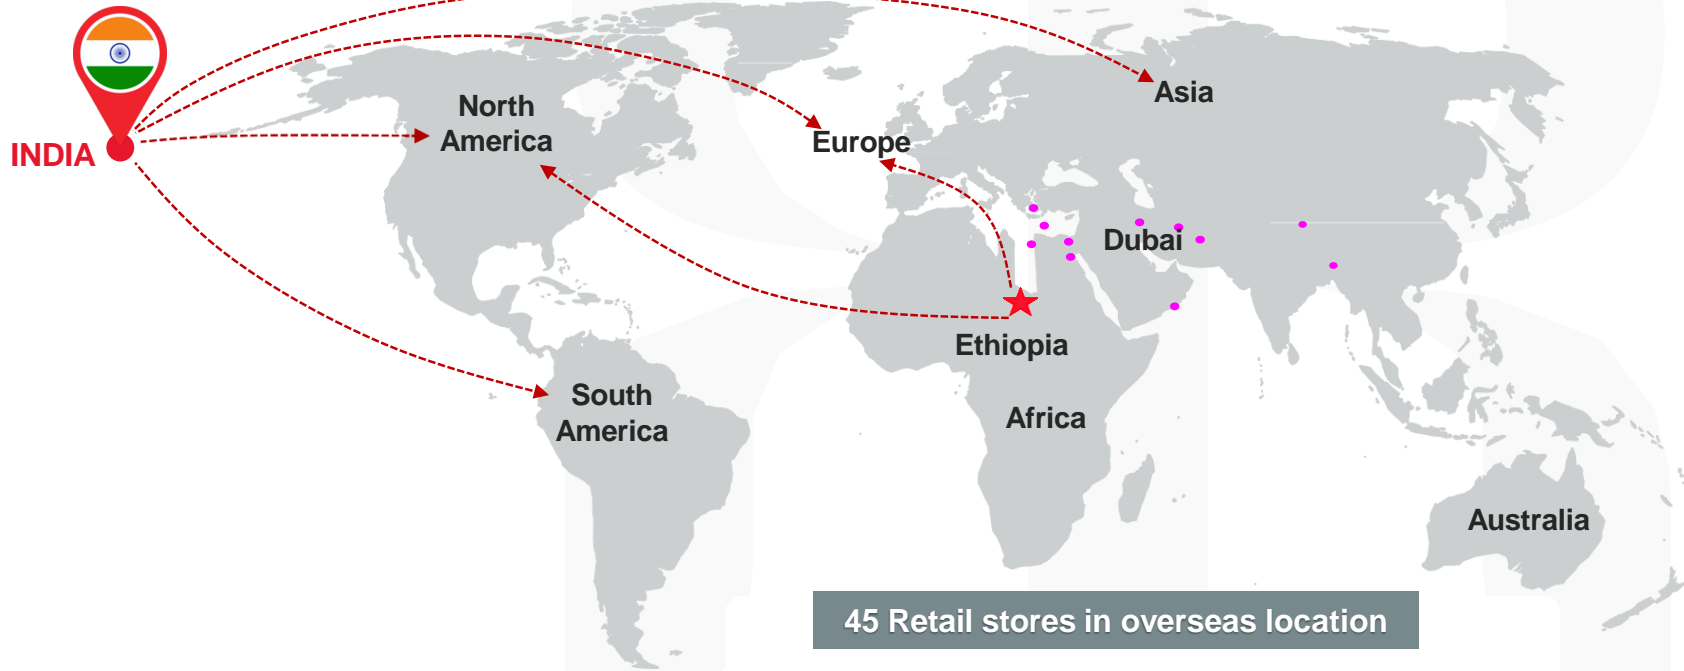 INDIA
North
America
Europe
Asia
Dubai
Ethiopia
Africa
South
America
Australia
45 Retail stores in overseas location